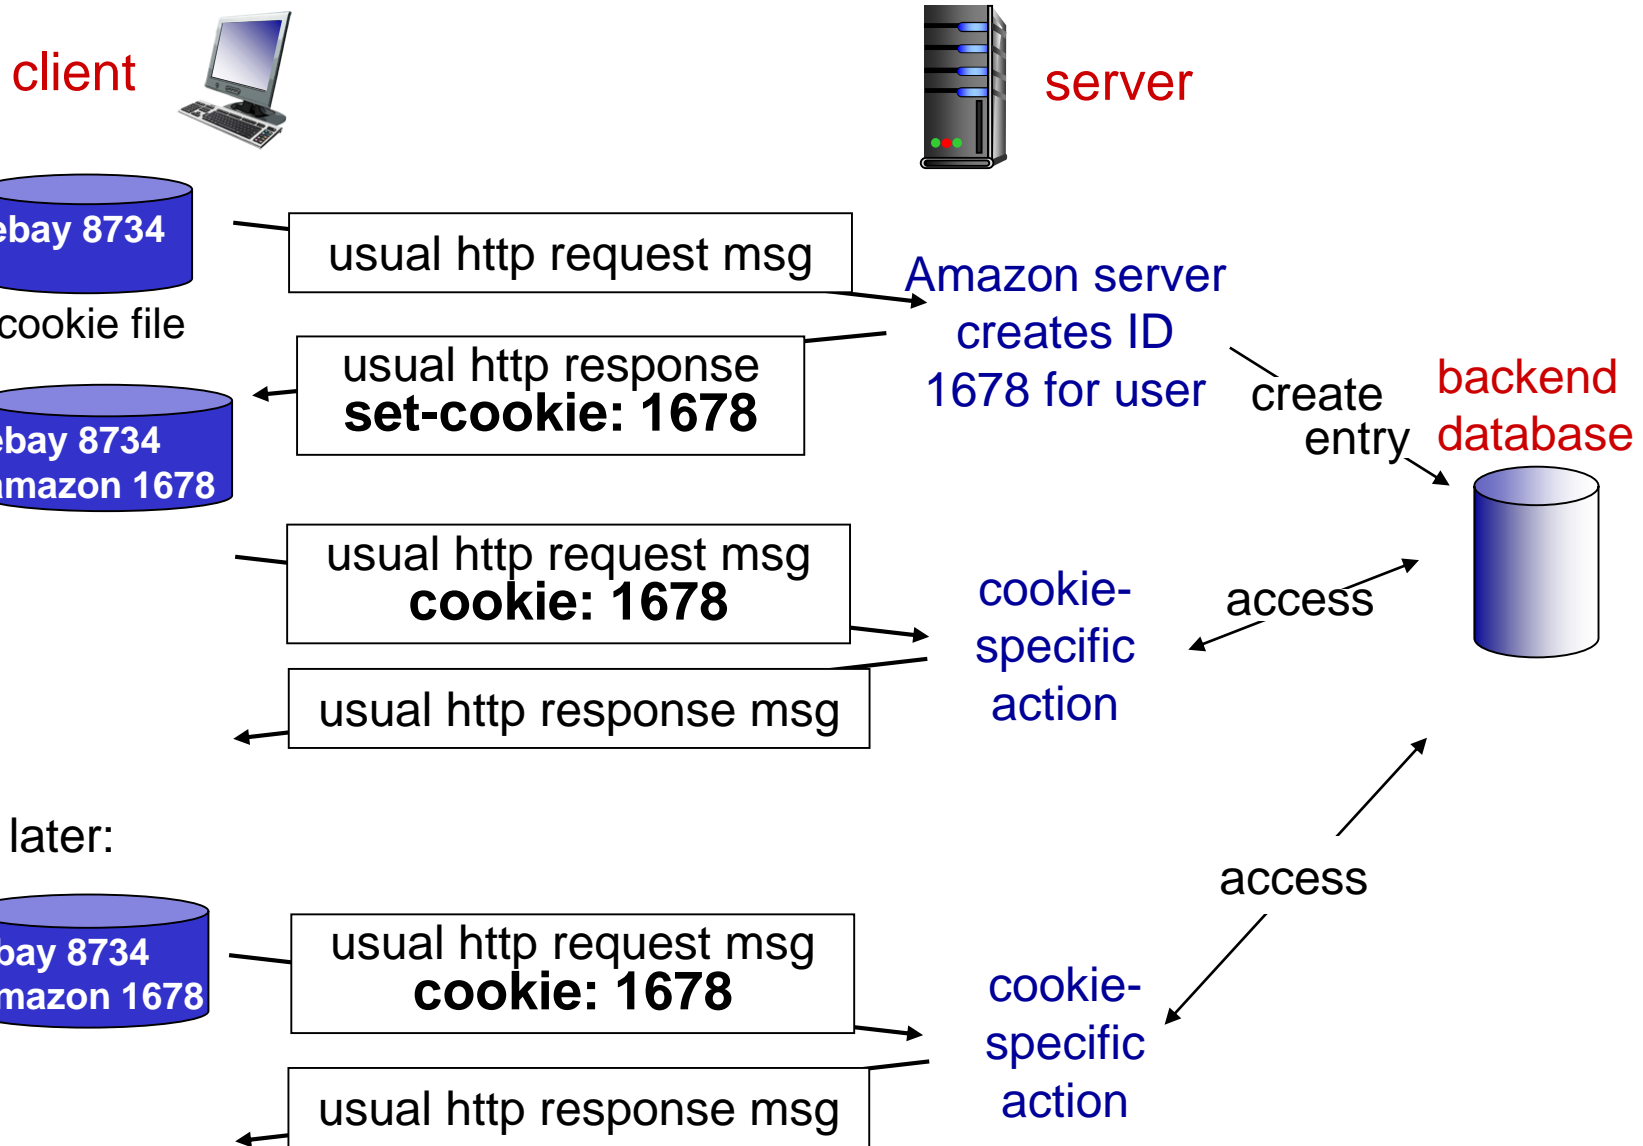 client
server
ebay 8734
usual http request msg
Amazon server
creates ID
1678 for user
cookie file
usual http response
set-cookie: 1678
create
entry
backend
database
ebay 8734
amazon 1678
usual http request msg
cookie: 1678
cookie-
specific
action
access
usual http response msg
later:
access
bay 8734
mazon 1678
usual http request msg
cookie: 1678
cookie-
specific
action
usual http response msg